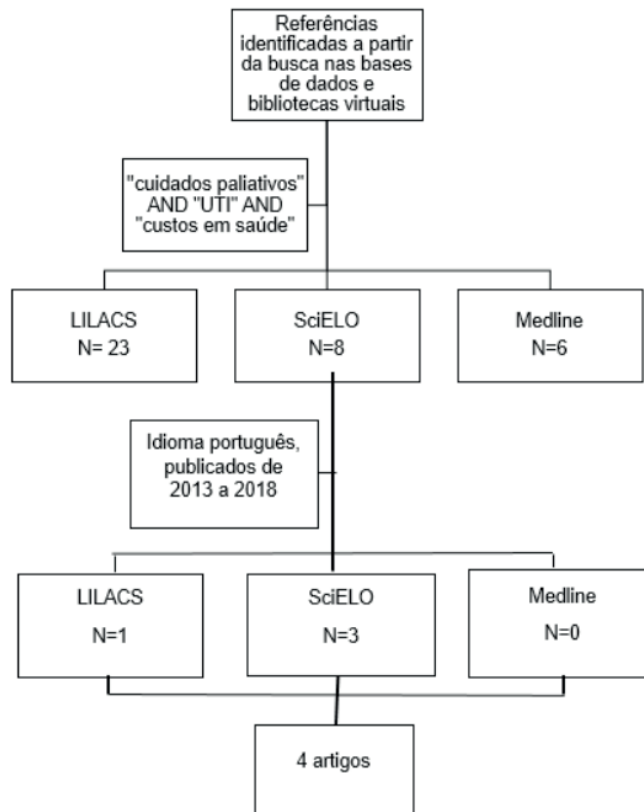 Referências
identificadas a partir
da busca nas bases
de dados e
bibliotecas virtuais
"cuidados paliativos"
AND "UTI" AND
"custos em saúde"
LILACS
N= 23
SciELO
N=8
Medline
N=6
Idioma português,
publicados de
2013 a 2018
LILACS
N=1
SciELO
N=3
Medline
N=0
4 artigos